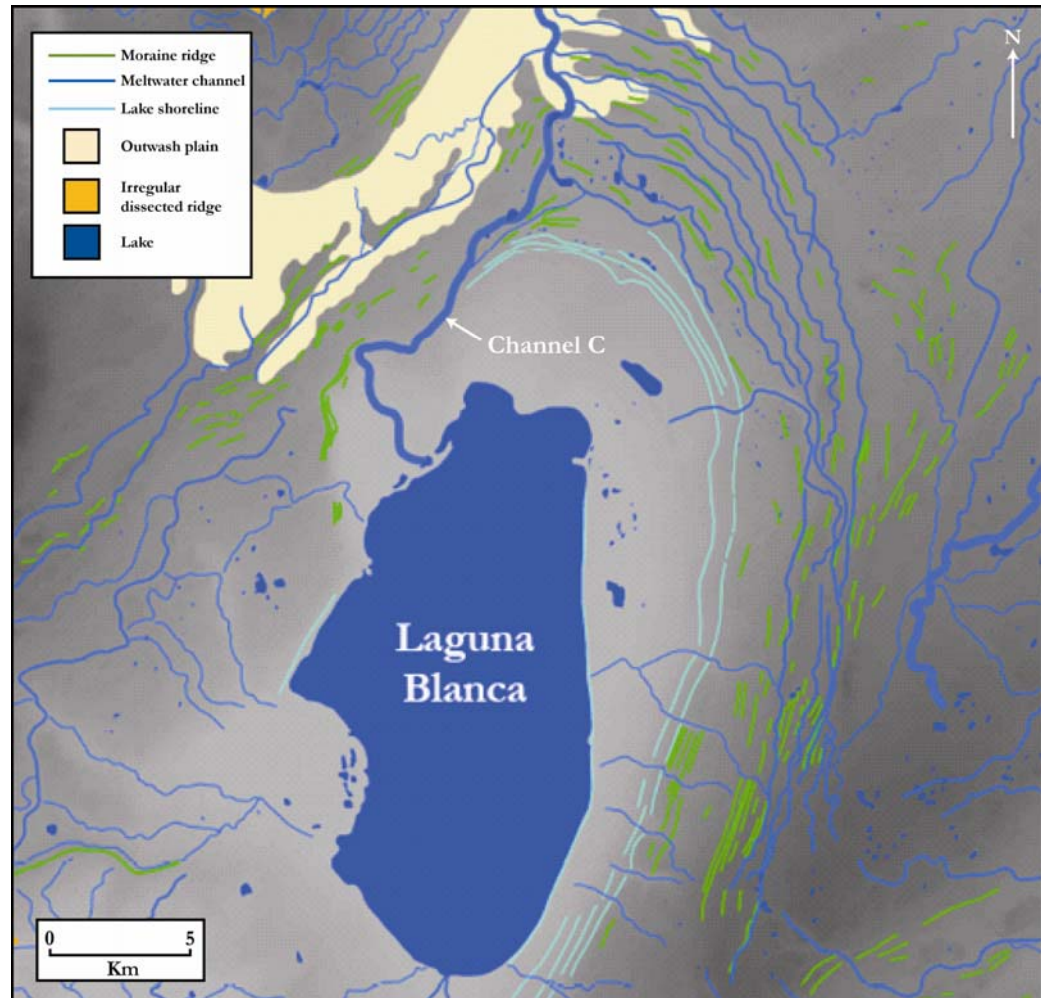 Moraine ridge
Meltwater channel
Lake shoreline
Outwash plain
Irregular
dissected ridge
Lake
N
Channel C
Laguna
Blanca
0 5
Km